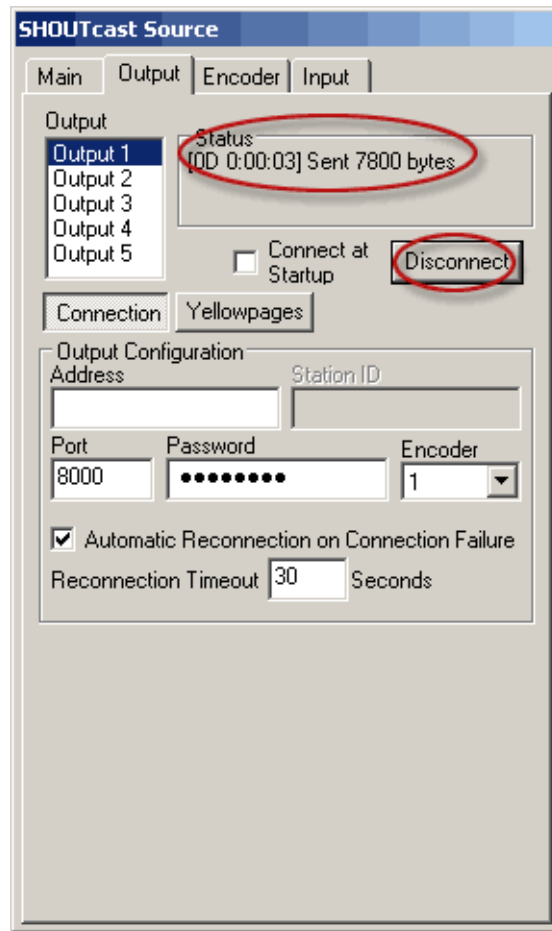 SHOUTcast Source
Main Output Encoder Input
Output
Output 1
Output 2
Output 3
Output 4
Output 5
Status
[0D 0:00:03] Sent 7800 bytes
Connect at
Startup
Disconnect
Connection Yellowpages
Output Configuration
Address Station ID
Port Password Encoder
8000 ●●●●●●●● 1
Automatic Reconnection on Connection Failure
Reconnection Timeout 30 Seconds